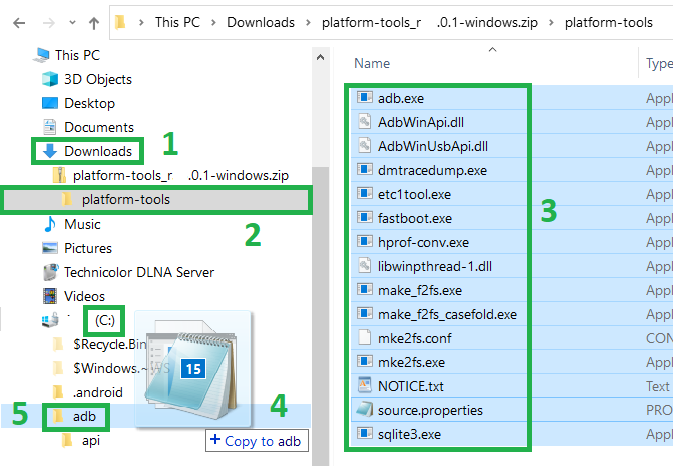 This PC > Downloads > platform-tools_r .0.1-windows.zip > platform-tools
This PC
3D Objects
Desktop
Documents
Downloads
1
platform-tools_r .0.1-windows.zip
platform-tools
2
Music
Pictures
Technicolor DLNA Server
Videos
(C:)
$Recycle.Bin
$Windows.~WS
.android
5
adb
api
15
4
Copy to adb
Name
Type
adb.exe
Appl
AdbWinApi.dll
Appl
AdbWinUsbApi.dll
Appl
dmtracedump.exe
Appl
etc1tool.exe
Appl
3
fastboot.exe
Appl
hprof-conv.exe
Appl
libwinpthread-1.dll
Appl
make_f2fs.exe
Appl
make_f2fs_casefold.exe
Appl
mke2fs.conf
CON
mke2fs.exe
Appl
NOTICE.txt
Text
source.properties
PRO
sqlite3.exe
Appl